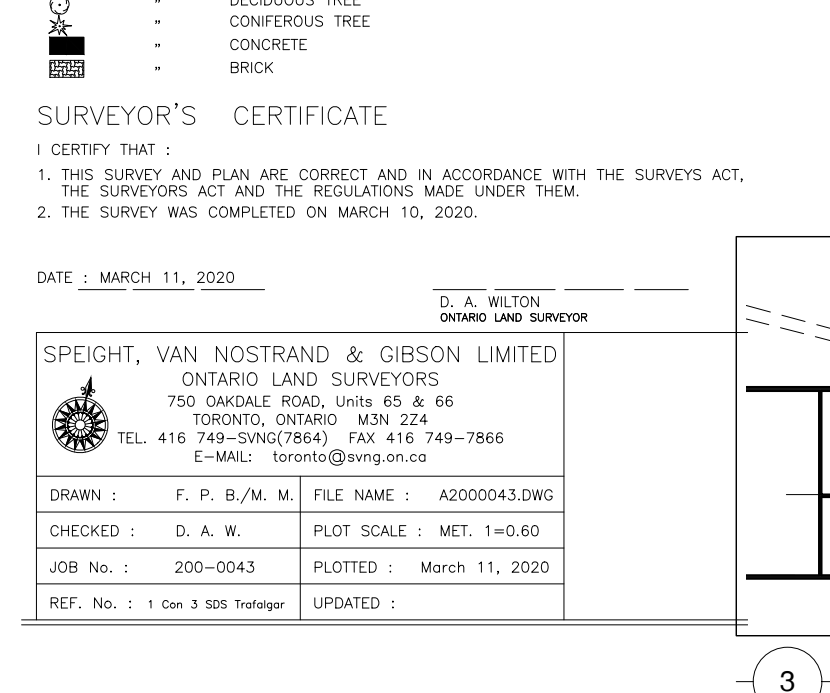 " DECIDUOUS TREE
" CONIFEROUS TREE
" CONCRETE
" BRICK
SURVEYOR'S CERTIFICATE
I CERTIFY THAT :
1. THIS SURVEY AND PLAN ARE CORRECT AND IN ACCORDANCE WITH THE SURVEYS ACT,
THE SURVEYORS ACT AND THE REGULATIONS MADE UNDER THEM.
2. THE SURVEY WAS COMPLETED ON MARCH 10, 2020.
DATE : MARCH 11, 2020
D. A. WILTON
ONTARIO LAND SURVEYOR
SPEIGHT, VAN NOSTRAND & GIBSON LIMITED
ONTARIO LAND SURVEYORS
750 OAKDALE ROAD, Units 65 & 66
TORONTO, ONTARIO M3N 2Z4
TEL. 416 749-SVNG(7864) FAX 416 749-7866
E-MAIL: toronto@svng.on.ca
DRAWN : F. P. B./M. M. FILE NAME : A2000043.DWG
CHECKED : D. A. W. PLOT SCALE : MET. 1=0.60
JOB No. : 200-0043 PLOTTED : March 11, 2020
REF. No. : 1 Con 3 SDS Trafalgar UPDATED :
3